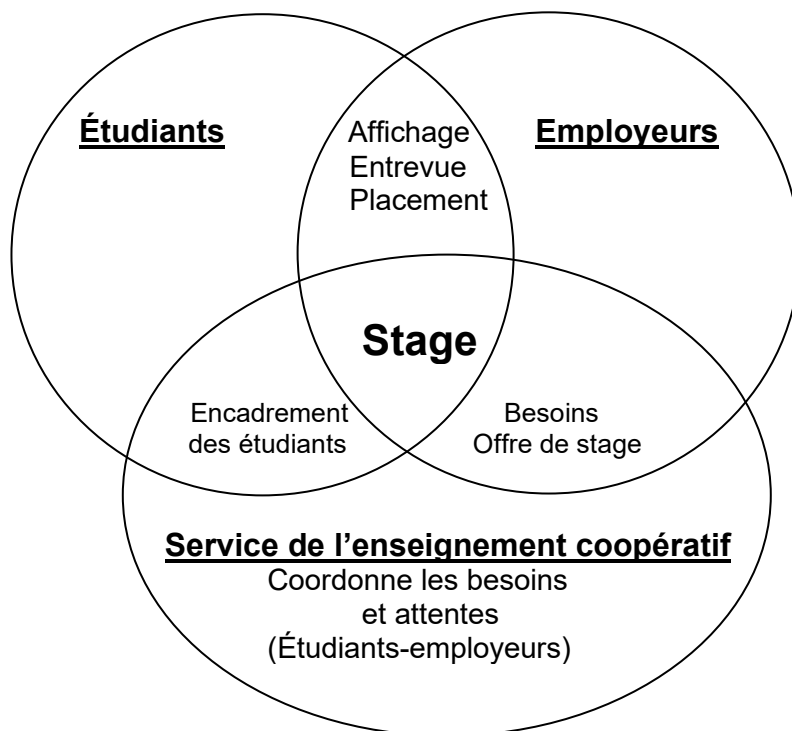 Étudiants
Employeurs
Affichage
Entrevue
Placement
Stage
Encadrement
des étudiants
Besoins
Offre de stage
Service de l’enseignement coopératif
Coordonne les besoins
et attentes
(Étudiants-employeurs)